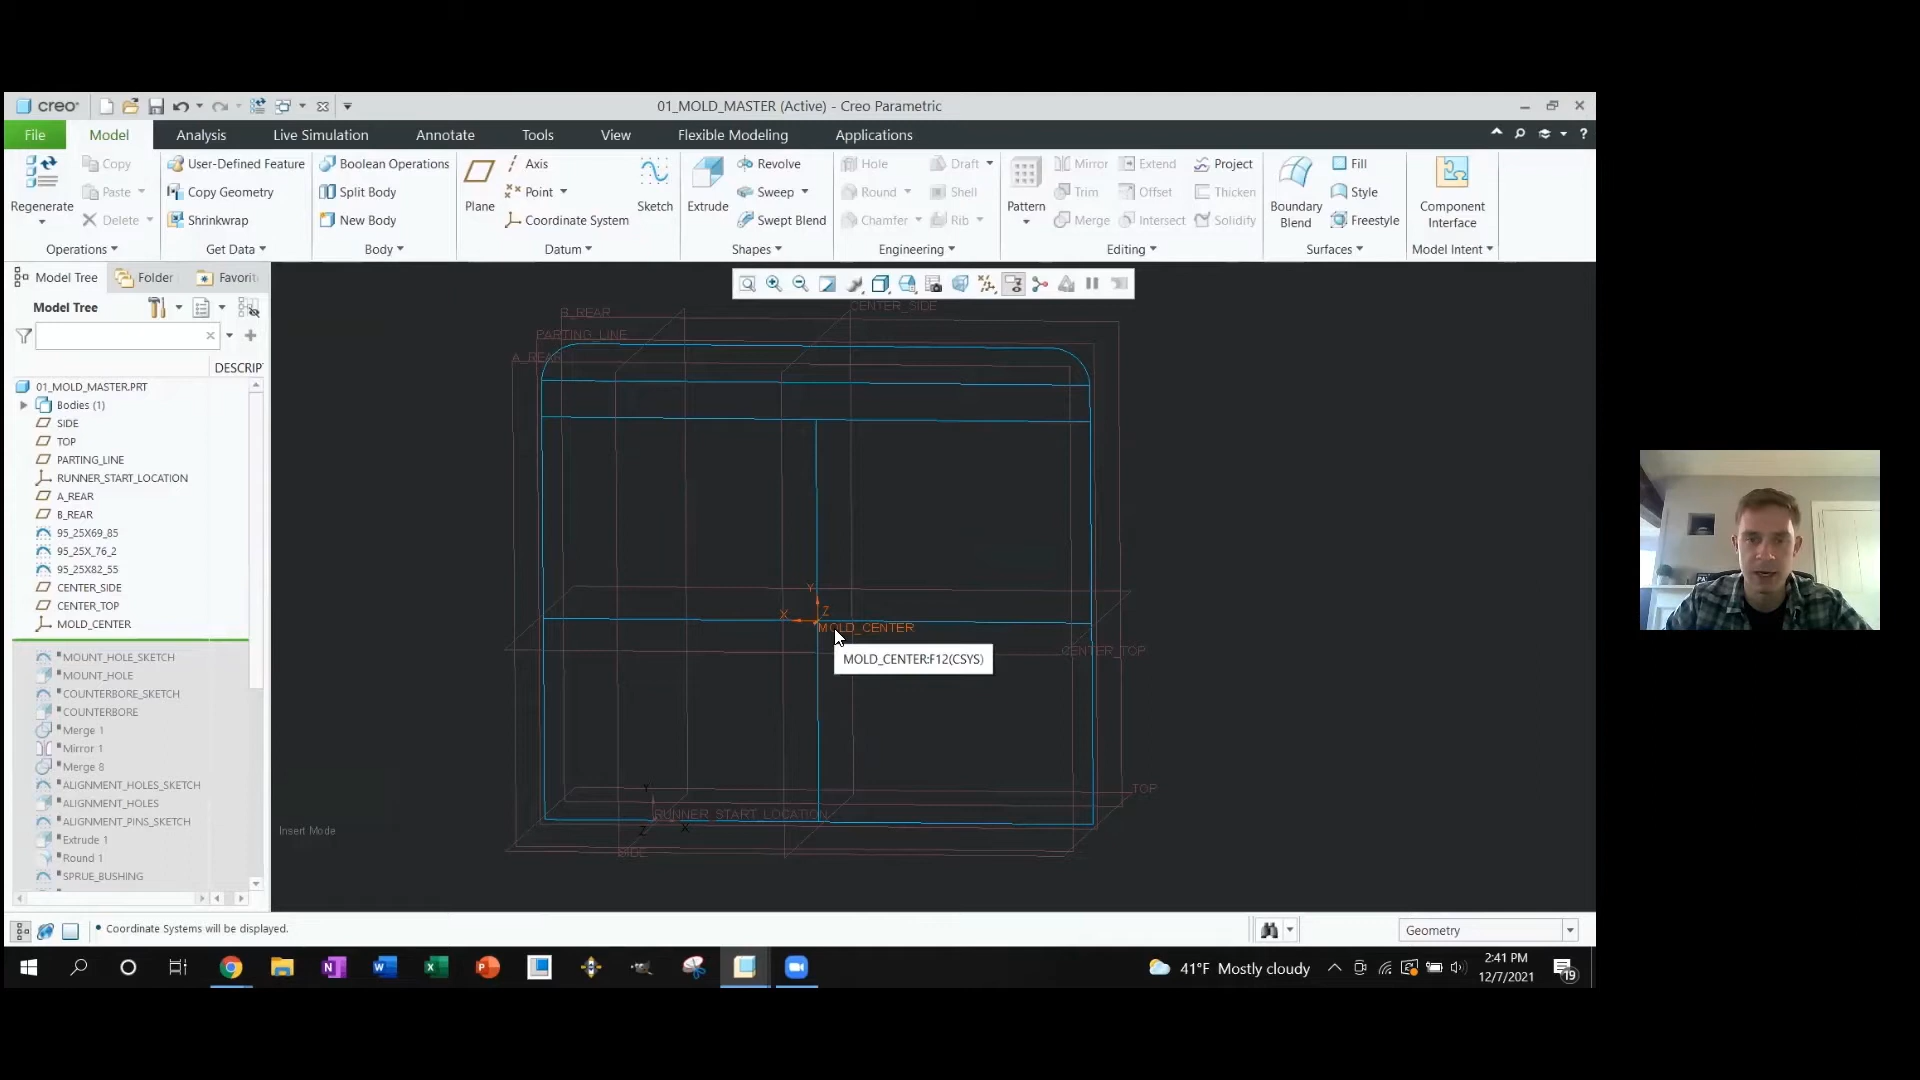 creo
01_MOLD_MASTER (Active) - Creo Parametric
File Model Analysis Live Simulation Annotate Tools View Flexible Modeling Applications
Regenerate
Copy
Paste
Delete
Operations
User-Defined Feature
Copy Geometry
Shrinkwrap
Get Data
Boolean Operations
Split Body
New Body
Body
Plane
Axis
Point
Coordinate System
Sketch
Datum
Extrude
Revolve
Sweep
Swept Blend
Shapes
Hole
Round
Chamfer
Draft
Shell
Rib
Engineering
Pattern
Mirror
Trim
Merge
Extend
Offset
Intersect
Project
Thicken
Solidify
Editing
Boundary Blend
Fill
Style
Freestyle
Surfaces
Component Interface
Model Intent
Model Tree Folder Favorit
Model Tree
DESCRIP
01_MOLD_MASTER.PRT
Bodies (1)
SIDE
TOP
PARTING_LINE
RUNNER_START_LOCATION
A_REAR
B_REAR
95_25X69_85
95_25X_76_2
95_25X82_55
CENTER_SIDE
CENTER_TOP
MOLD_CENTER
MOUNT_HOLE_SKETCH
MOUNT_HOLE
COUNTERBORE_SKETCH
COUNTERBORE
Merge 1
Mirror 1
Merge 8
ALIGNMENT_HOLES_SKETCH
ALIGNMENT_HOLES
ALIGNMENT_PINS_SKETCH
Extrude 1
Round 1
SPRUE_BUSHING
B_REAR
CENTER_SIDE
PARTING_LINE
A_REAR
Y
X
Z
MOLD_CENTER
CENTER_TOP
MOLD_CENTER:F12(CSYS)
TOP
Y
RUNNER_START_LOCATION
Z
X
SIDE
Insert Mode
• Coordinate Systems will be displayed.
Geometry
41°F Mostly cloudy
2:41 PM
12/7/2021
19